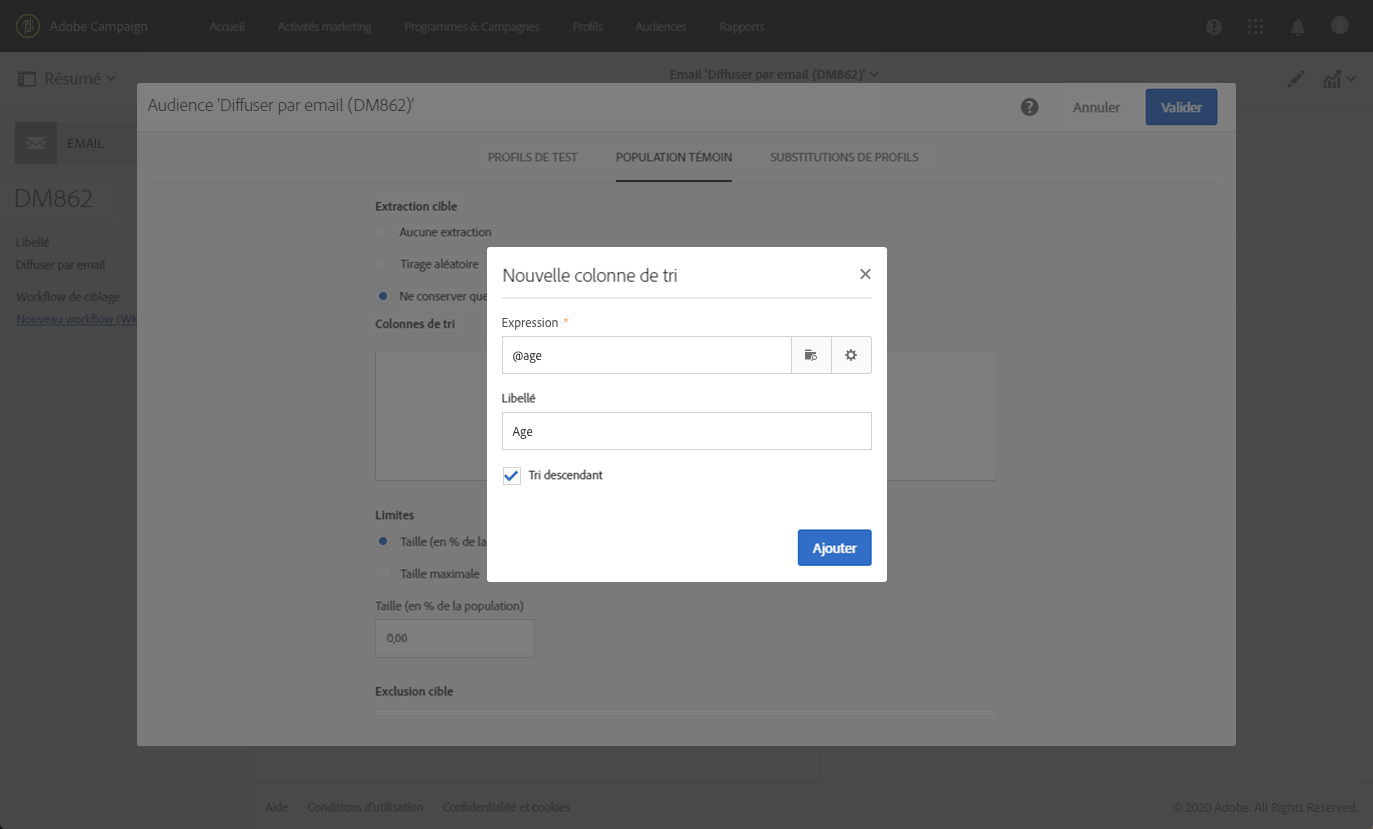 Adobe Campaign Accueil Activités marketing Programmes & Campagnes Profils Audiences Rapports
Résumé
Email 'Diffuser par email (DM862)'
Audience 'Diffuser par email (DM862)'
Annuler
Valider
EMAIL
PROFILS DE TEST POPULATION TÉMOIN SUBSTITUTIONS DE PROFILS
DM862
Libellé
Diffuser par email
Workflow de ciblage
Nouveau workflow (WK
Extraction cible
Aucune extraction
Tirage aléatoire
Ne conserver que
Colonnes de tri
Nouvelle colonne de tri
Expression *
@age
Libellé
Age
Tri descendant
Ajouter
Limites
Taille (en % de la
Taille maximale
Taille (en % de la population)
0,00
Exclusion cible
Aide Conditions d'utilisation Confidentialité et cookies
© 2020 Adobe. All Rights Reserved.